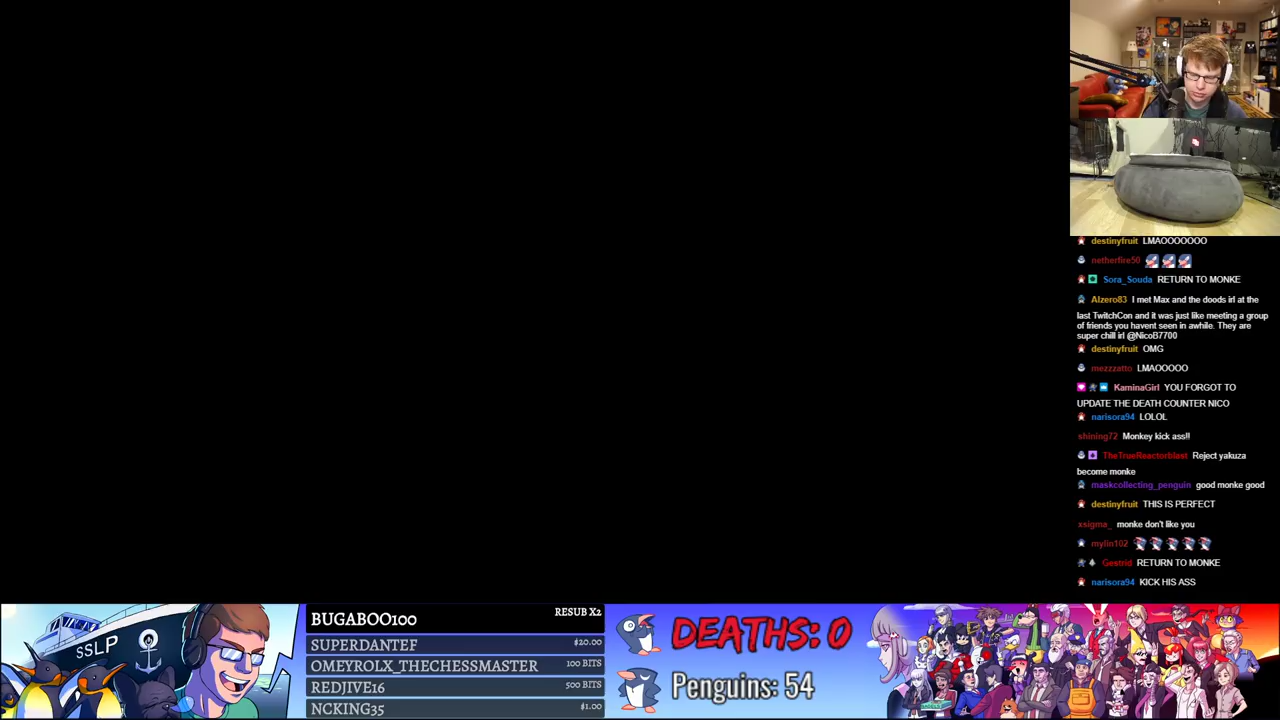 destinyfruit LMAOOOOOOO
netherfire50
Sora_Souda RETURN TO MONKE
Alzero83 I met Max and the doods irl at the
last TwitchCon and it was just like meeting a group
of friends you havent seen in awhile. They are
super chill irl @NicoB7700
destinyfruit OMG
mezzzatto LMAOOOOO
KaminaGirl YOU FORGOT TO
UPDATE THE DEATH COUNTER NICO
narisora94 LOLOL
shining72 Monkey kick ass!!
TheTrueReactorblast Reject yakuza
become monke
maskcollecting_penguin good monke good
destinyfruit THIS IS PERFECT
xsigma_ monke don't like you
mylin102
Gestrid RETURN TO MONKE
narisora94 KICK HIS ASS
SSLP
BUGABOO100 RESUB X2
SUPERDANTEF $20.00
OMEYROLX_THECHESSMASTER 100 BITS
REDJIVE16 500 BITS
NCKING35 $1.00
DEATHS: 0
Penguins: 54